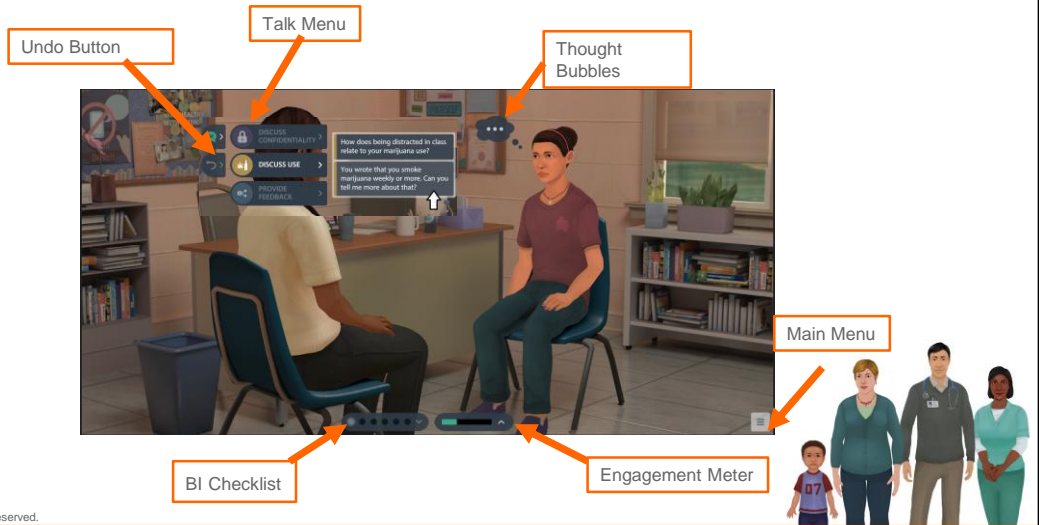 Talk Menu
Undo Button
Thought
Bubbles
DISCUSS
CONFIDENTIALITY
How does being distracted in class
relate to your marijuana use?
DISCUSS USE
You wrote that you smoke
marijuana weekly or more. Can you
tell me more about that?
PROVIDE
FEEDBACK
Main Menu
BI Checklist
Engagement Meter
07
eserved.